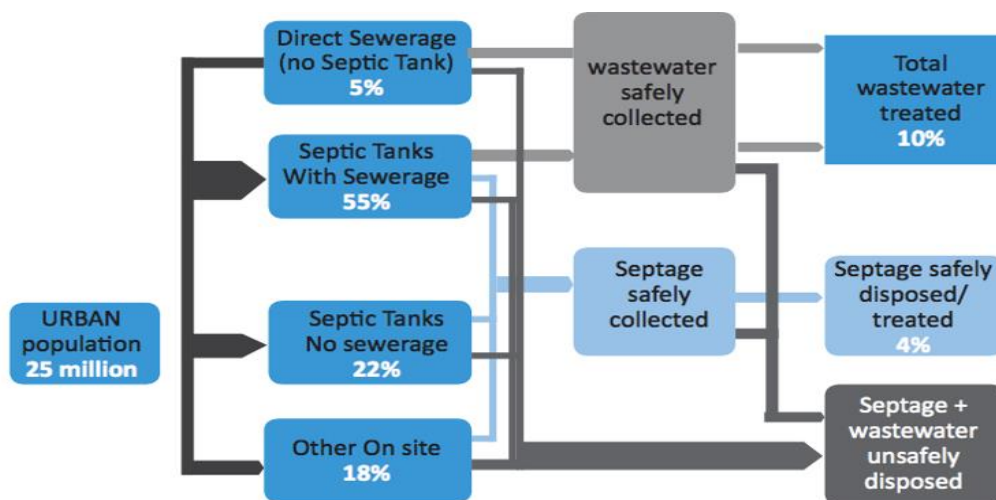 Direct Sewerage
(no Septic Tank)
5%
wastewater
safely
collected
Total
wastewater
treated
10%
Septic Tanks
With Sewerage
55%
Septage
safely
collected
Septage safely
disposed/
treated
4%
URBAN
population
25 million
Septic Tanks
No sewerage
22%
Other On site
18%
Septage +
wastewater
unsafely
disposed